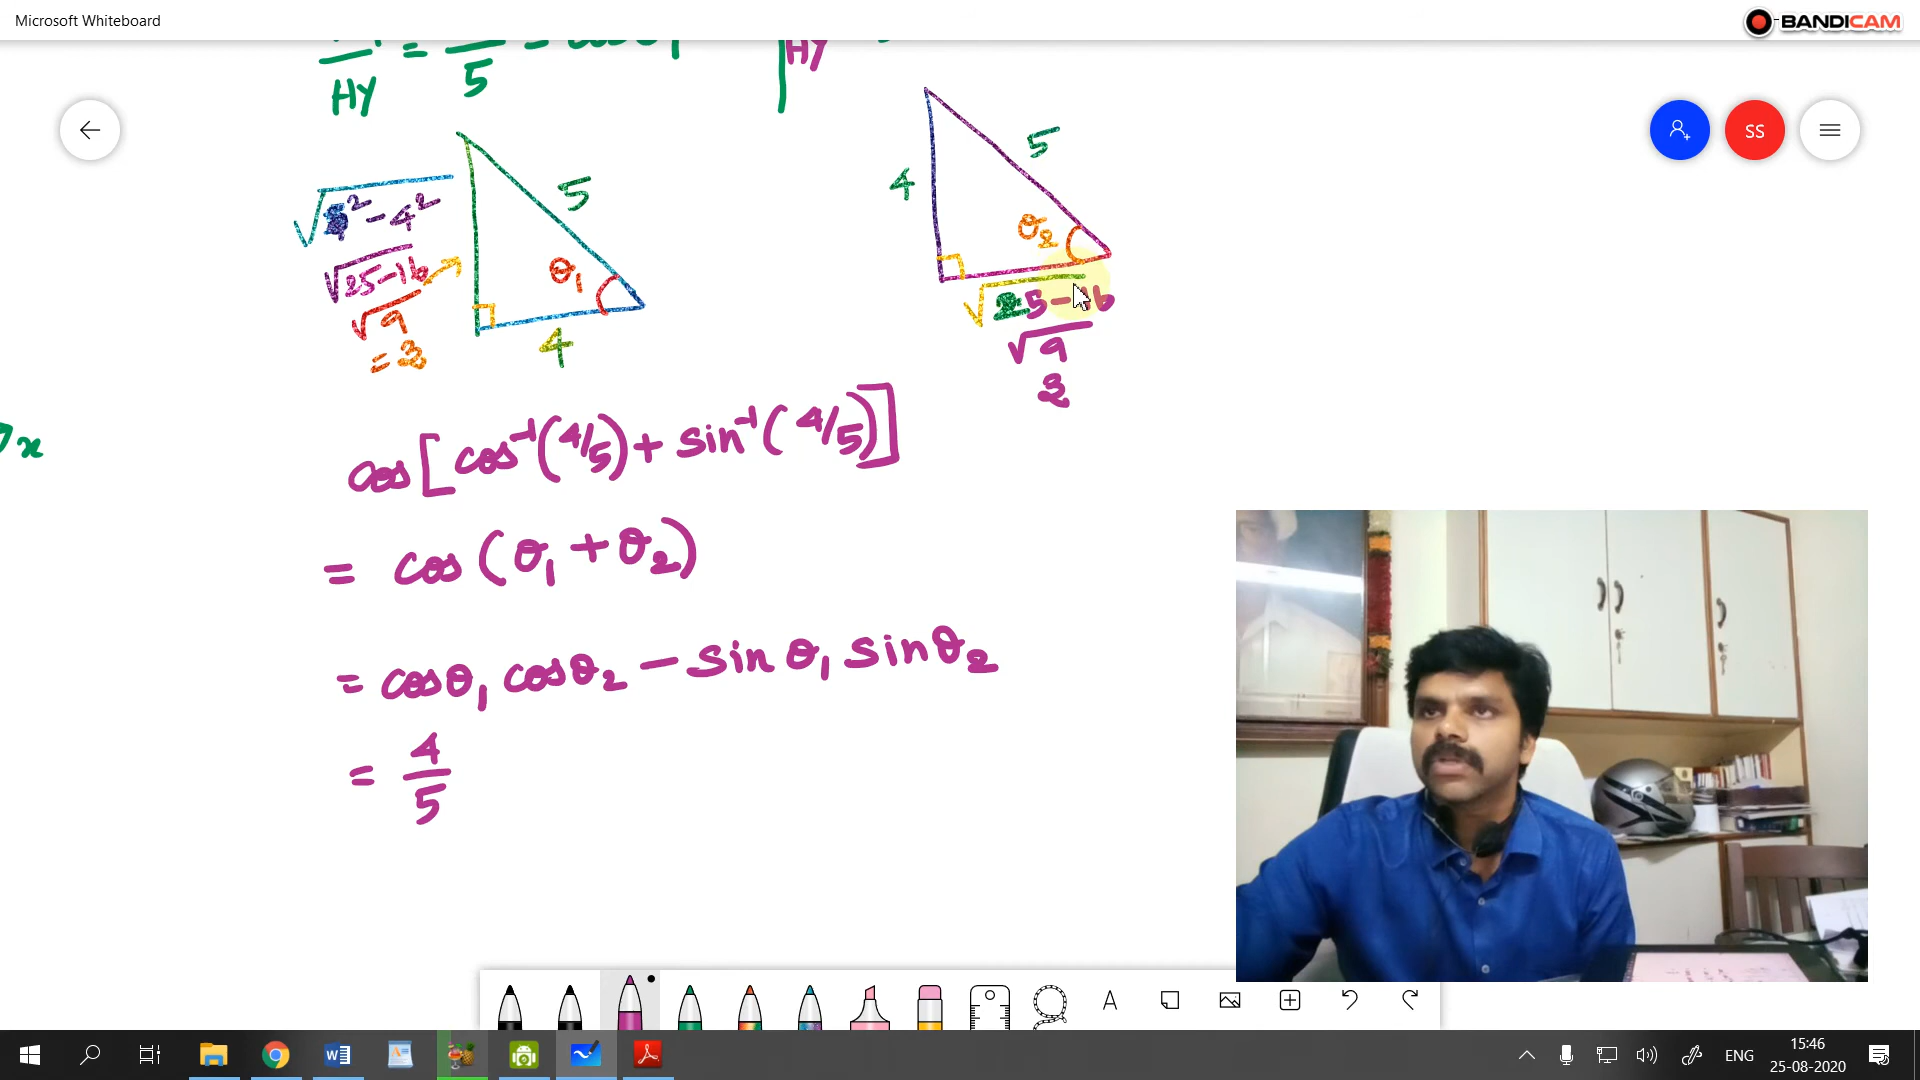 Microsoft Whiteboard
BANDICAM
HY = 5 =
HY
5
4
θ₁
√5² - 4²
√25-16
√9
= 3
5
4
θ₂
√25-16
√9
3
x
cos[cos⁻¹(4/5) + sin⁻¹(4/5)]
= cos(θ₁ + θ₂)
= cosθ₁ cosθ₂ - sinθ₁ sinθ₂
= 4/5
SS
A
ENG
15:46
25-08-2020